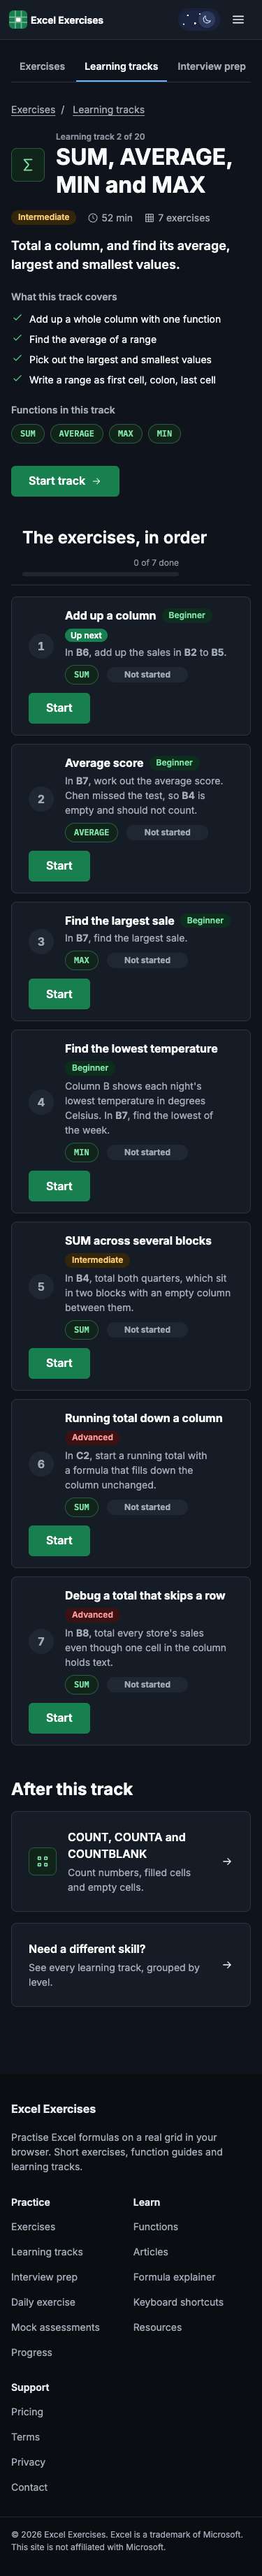 Excel Exercises
Exercises Learning tracks Interview prep
Exercises / Learning tracks
Learning track 2 of 20
Σ
SUM, AVERAGE,
MIN and MAX
Intermediate 52 min 7 exercises
Total a column, and find its average,
largest and smallest values.
What this track covers
Add up a whole column with one function
Find the average of a range
Pick out the largest and smallest values
Write a range as first cell, colon, last cell
Functions in this track
SUM AVERAGE MAX MIN
Start track →
The exercises, in order
0 of 7 done
1
Add up a column Beginner
Up next
In B6, add up the sales in B2 to B5.
SUM Not started
Start
2
Average score Beginner
In B7, work out the average score.
Chen missed the test, so B4 is
empty and should not count.
AVERAGE Not started
Start
3
Find the largest sale Beginner
In B7, find the largest sale.
MAX Not started
Start
4
Find the lowest temperature
Beginner
Column B shows each night's
lowest temperature in degrees
Celsius. In B7, find the lowest of
the week.
MIN Not started
Start
5
SUM across several blocks
Intermediate
In B4, total both quarters, which sit
in two blocks with an empty column
between them.
SUM Not started
Start
6
Running total down a column
Advanced
In C2, start a running total with
a formula that fills down the
column unchanged.
SUM Not started
Start
7
Debug a total that skips a row
Advanced
In B8, total every store's sales
even though one cell in the column
holds text.
SUM Not started
Start
After this track
COUNT, COUNTA and
COUNTBLANK
Count numbers, filled cells
and empty cells.
→
Need a different skill?
See every learning track, grouped by
level.
→
Excel Exercises
Practise Excel formulas on a real grid in your
browser. Short exercises, function guides and
learning tracks.
Practice
Exercises
Learning tracks
Interview prep
Daily exercise
Mock assessments
Progress
Learn
Functions
Articles
Formula explainer
Keyboard shortcuts
Resources
Support
Pricing
Terms
Privacy
Contact
© 2026 Excel Exercises. Excel is a trademark of Microsoft.
This site is not affiliated with Microsoft.